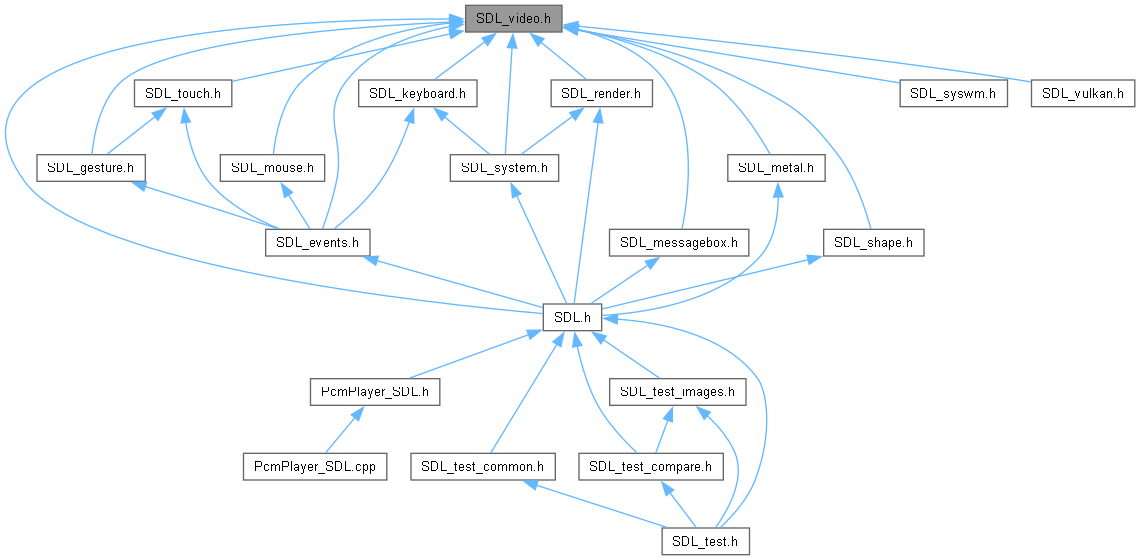 SDL_video.h
SDL_touch.h
SDL_keyboard.h
SDL_render.h
SDL_syswm.h
SDL_vulkan.h
SDL_gesture.h
SDL_mouse.h
SDL_system.h
SDL_metal.h
SDL_events.h
SDL_messagebox.h
SDL_shape.h
SDL.h
PcmPlayer_SDL.h
SDL_test_images.h
PcmPlayer_SDL.cpp
SDL_test_common.h
SDL_test_compare.h
SDL_test.h